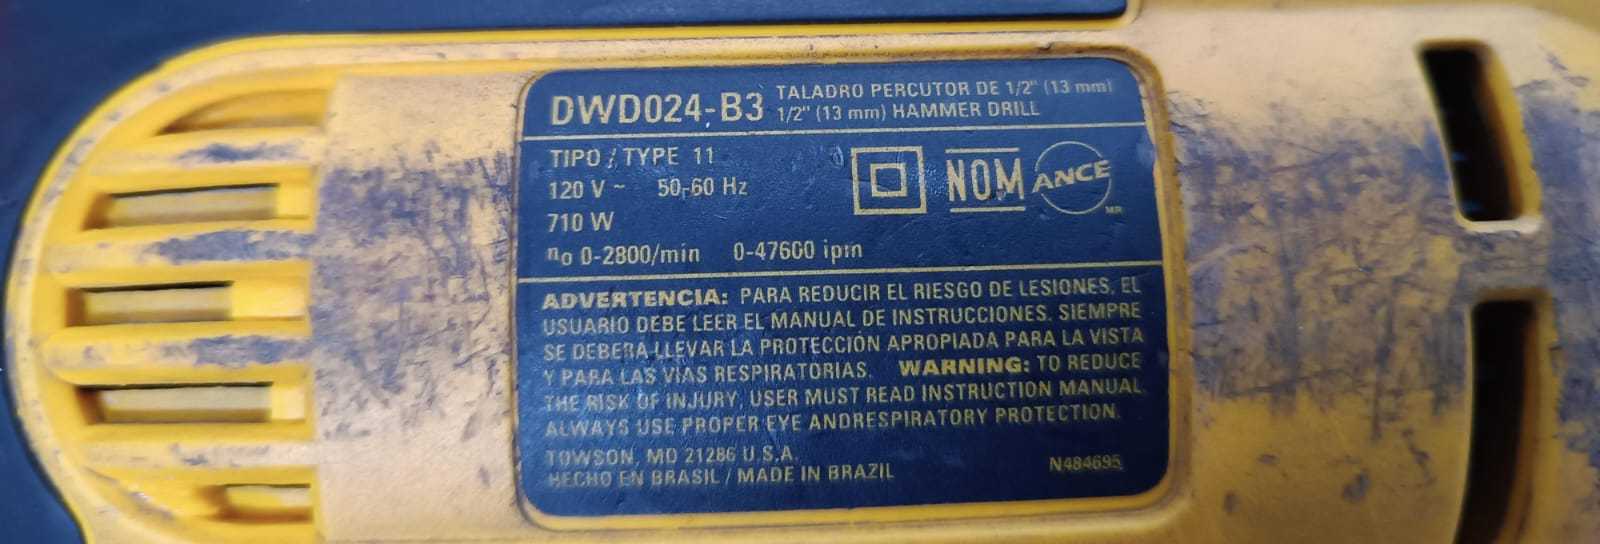 DWD024-B3
TALADRO PERCUTOR DE 1/2" (13 mm)
1/2" (13 mm) HAMMER DRILL
TIPO / TYPE 11
120 V ~ 50-60 Hz
710 W
n₀ 0-2800/min 0-47600 ipm
NOM
ANCE
MR
ADVERTENCIA: PARA REDUCIR EL RIESGO DE LESIONES, EL
USUARIO DEBE LEER EL MANUAL DE INSTRUCCIONES. SIEMPRE
SE DEBERA LLEVAR LA PROTECCIÓN APROPIADA PARA LA VISTA
Y PARA LAS VIAS RESPIRATORIAS. WARNING: TO REDUCE
THE RISK OF INJURY, USER MUST READ INSTRUCTION MANUAL.
ALWAYS USE PROPER EYE ANDRESPIRATORY PROTECTION.
TOWSON, MD 21286 U.S.A.
HECHO EN BRASIL / MADE IN BRAZIL
N484695